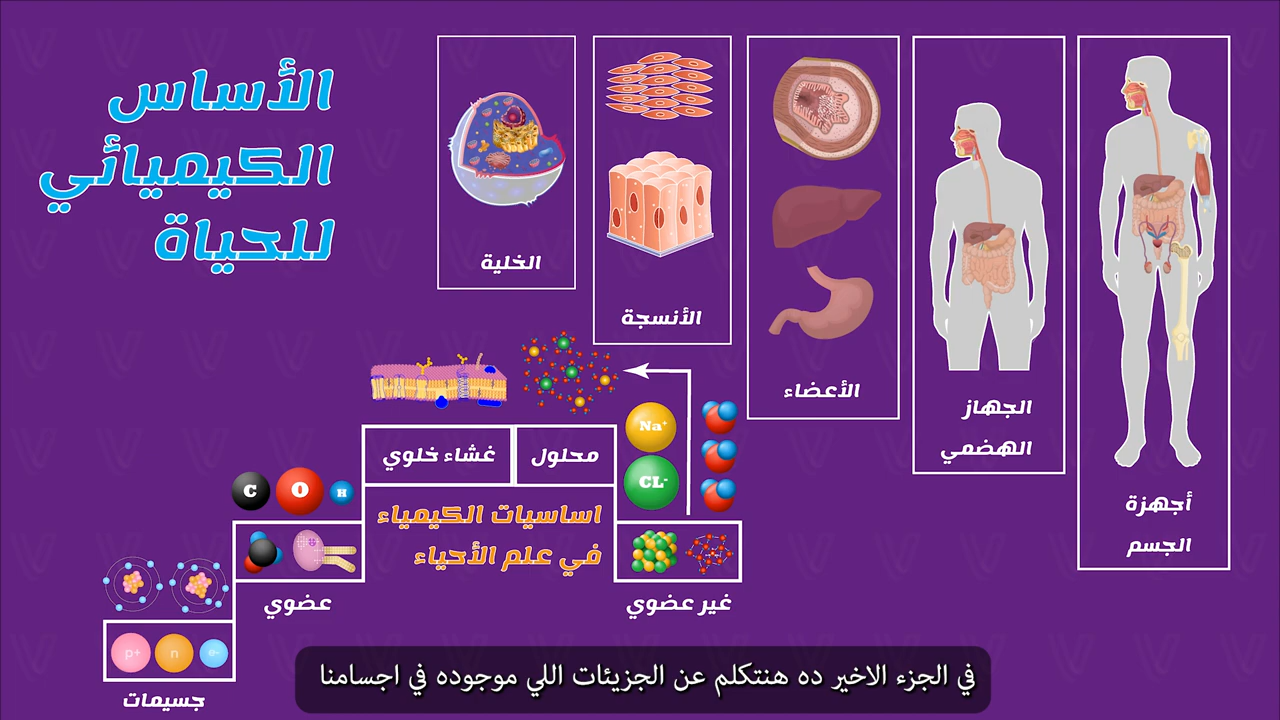 الأساس
الكيميائي
للحياة
الخلية
الأنسجة
الأعضاء
الجهاز
الهضمي
أجهزة
الجسم
غشاء خلوي
محلول
Na+
CL-
C
O
H
اساسيات الكيمياء
في علم الأحياء
عضوي
غير عضوي
p+
n
e-
جسيمات
في الجزء الاخير ده هنتكلم عن الجزيئات اللي موجوده في اجسامنا